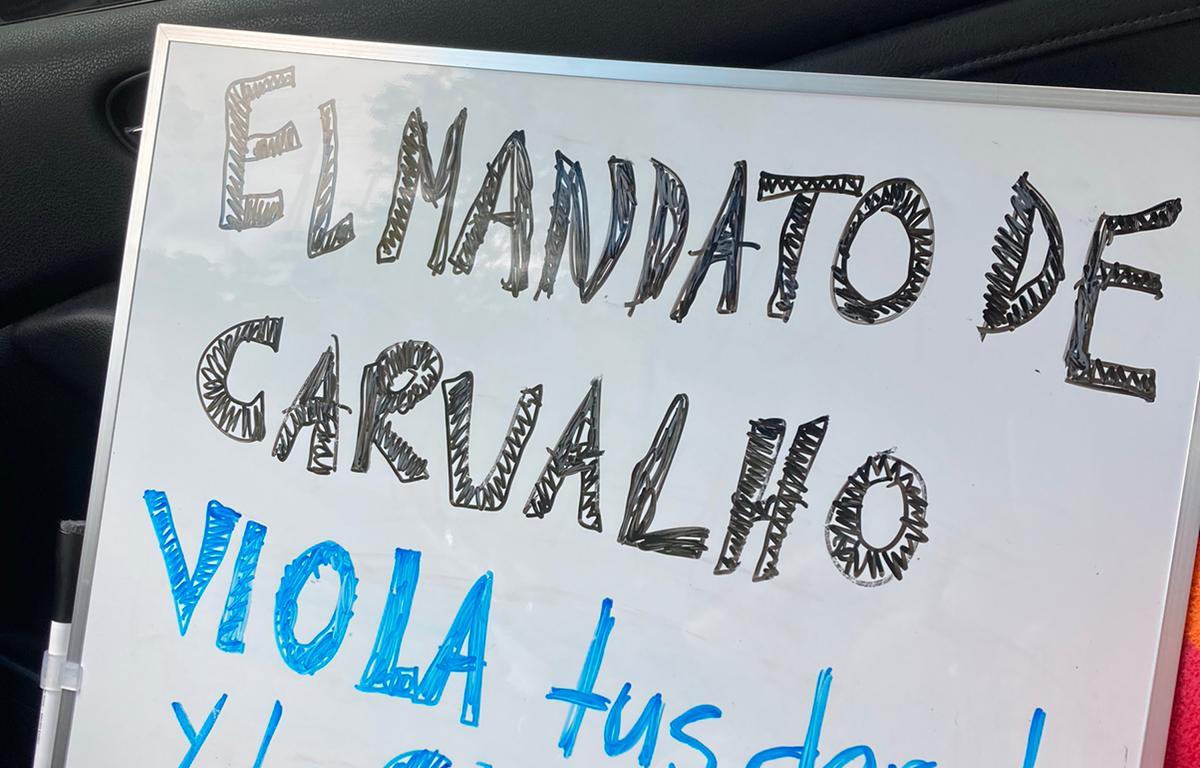 EL MANDATO DE
CARVALHO
VIOLA tus